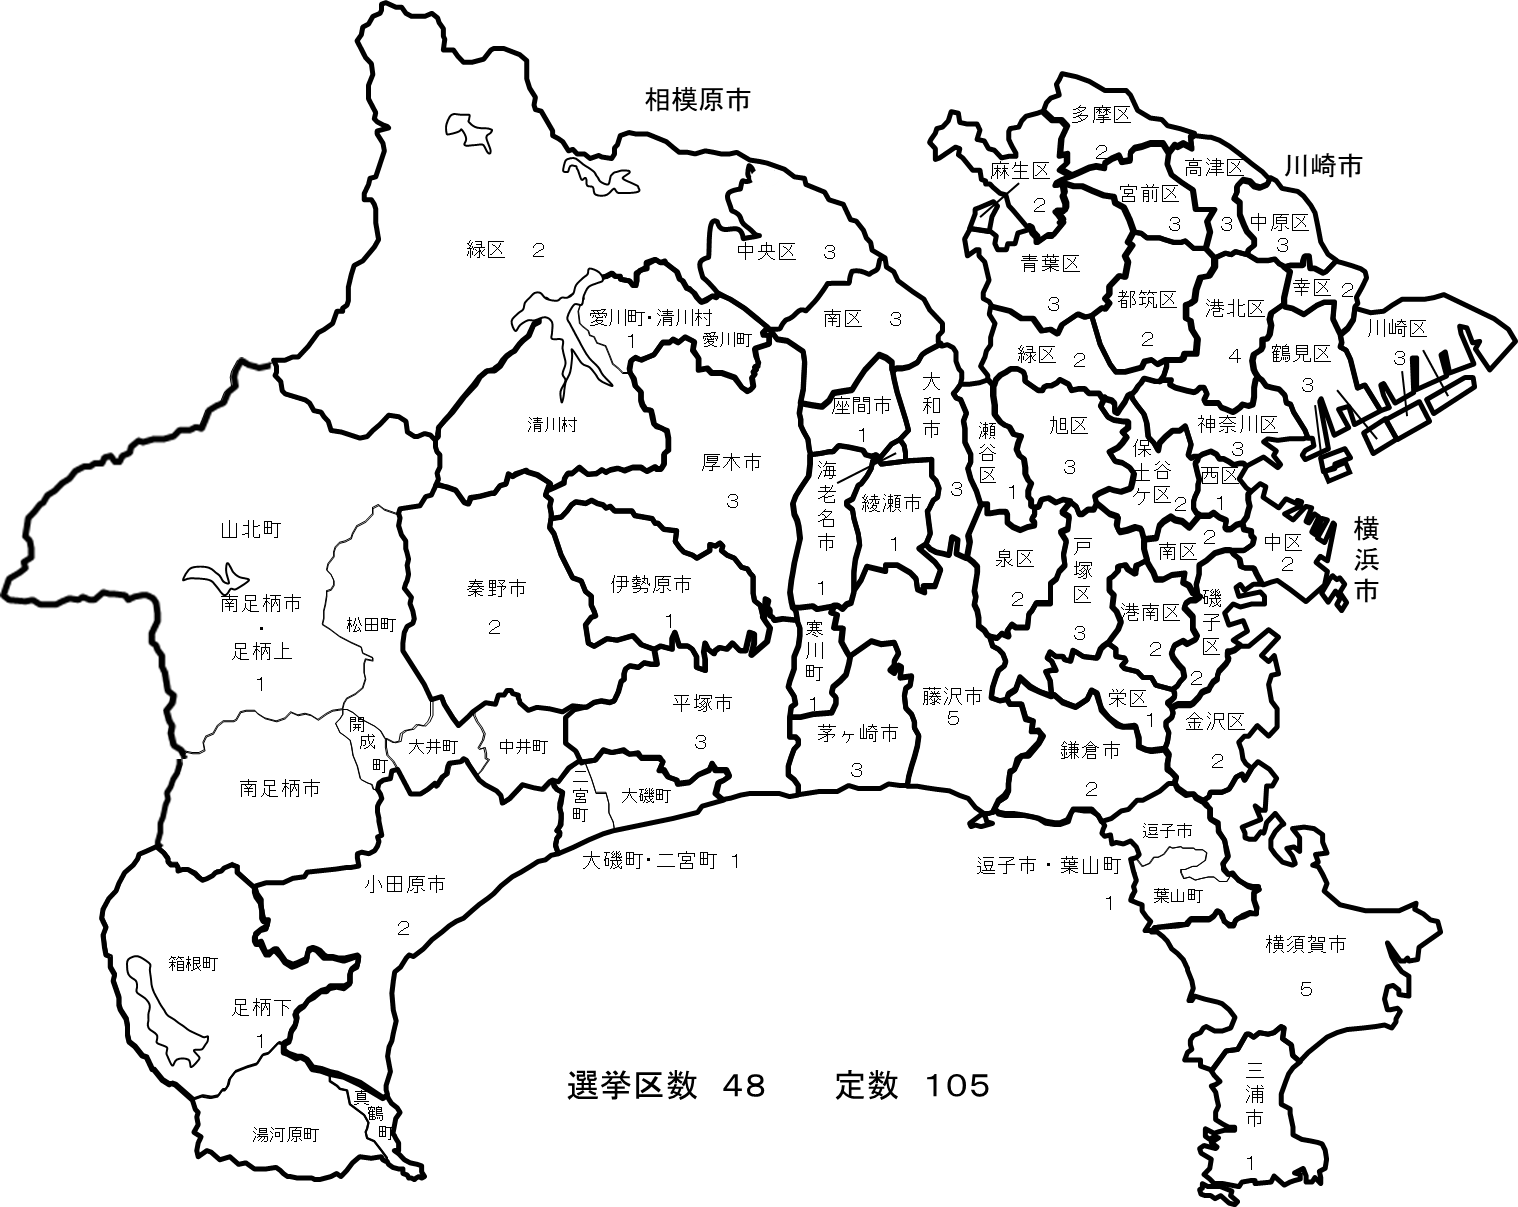 相模原市
川崎市
多摩区
2
麻生区
2
高津区
3
宮前区
3
中原区
3
緑区 2
中央区 3
青葉区
3
都筑区
2
港北区
4
幸区 2
川崎区
3
鶴見区
3
愛川町・清川村
1
愛川町
南区 3
緑区 2
清川村
座間市
1
大和市
3
瀬谷区
1
旭区
3
神奈川区
3
保土ケ谷区
2
西区
1
厚木市
3
海老名市
1
綾瀬市
1
横浜市
山北町
南足柄市
・
足柄上
1
松田町
秦野市
2
伊勢原市
1
泉区
2
戸塚区
3
南区 2
中区
2
港南区
2
磯子区
2
寒川町
1
藤沢市
5
栄区
1
金沢区
2
平塚市
3
茅ヶ崎市
3
鎌倉市
2
開成町
大井町
中井町
南足柄市
二宮町
大磯町
大磯町・二宮町 1
逗子市
逗子市・葉山町
1
葉山町
小田原市
2
箱根町
足柄下
1
横須賀市
5
選挙区数 48 定数 105
三浦市
1
真鶴町
湯河原町